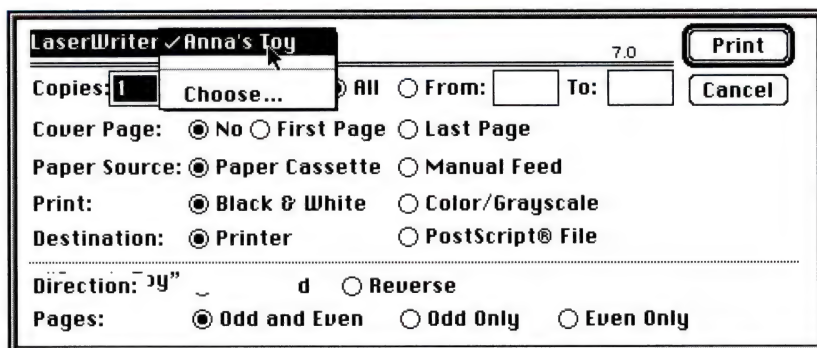 LaserWriter ✓Anna's Toy 7.0 Print
Copies: 1 All From: To: Cancel
Choose...
Cover Page: No First Page Last Page
Paper Source: Paper Cassette Manual Feed
Print: Black & White Color/Grayscale
Destination: Printer PostScript® File
Direction: Reverse
Pages: Odd and Even Odd Only Even Only